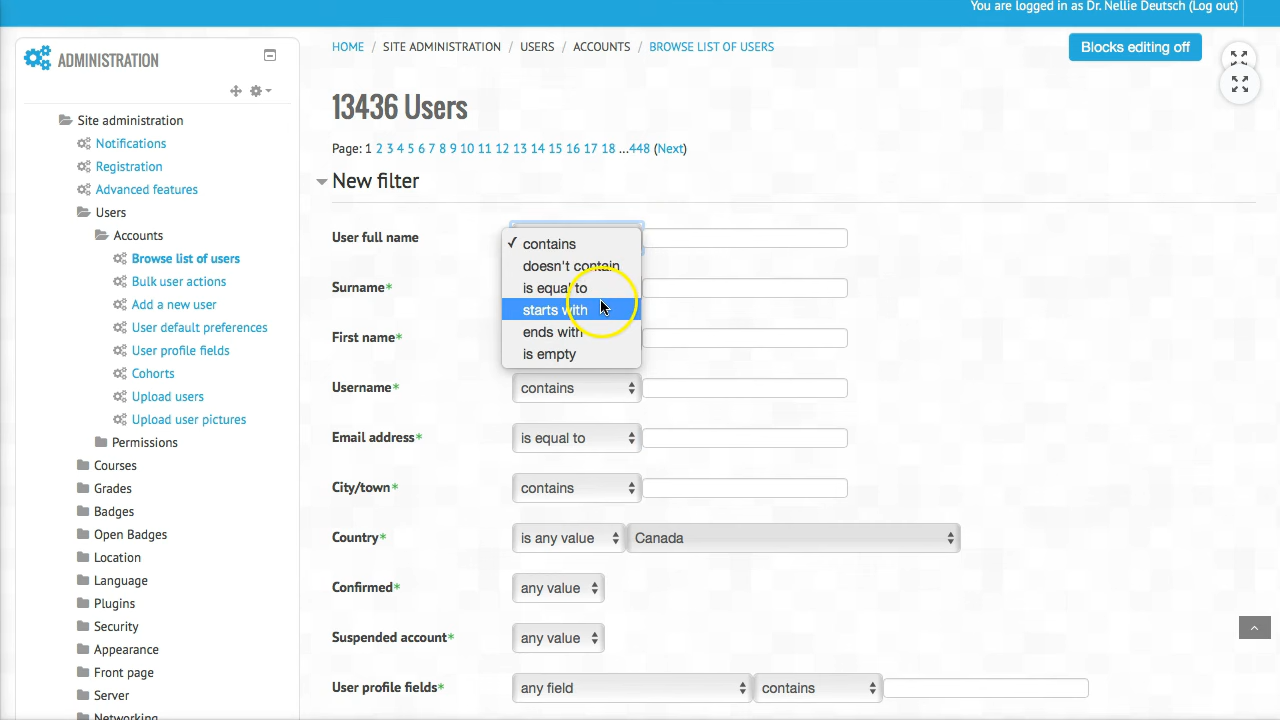 You are logged in as Dr. Nellie Deutsch (Log out)
HOME / SITE ADMINISTRATION / USERS / ACCOUNTS / BROWSE LIST OF USERS
Blocks editing off
ADMINISTRATION
Site administration
Notifications
Registration
Advanced features
Users
Accounts
Browse list of users
Bulk user actions
Add a new user
User default preferences
User profile fields
Cohorts
Upload users
Upload user pictures
Permissions
Courses
Grades
Badges
Open Badges
Location
Language
Plugins
Security
Appearance
Front page
Server
Networking
13436 Users
Page: 1 2 3 4 5 6 7 8 9 10 11 12 13 14 15 16 17 18 ...448 (Next)
New filter
User full name
✓ contains
doesn't contain
is equal to
starts with
ends with
is empty
Surname*
First name*
Username* contains
Email address* is equal to
City/town* contains
Country* is any value Canada
Confirmed* any value
Suspended account* any value
User profile fields* any field contains